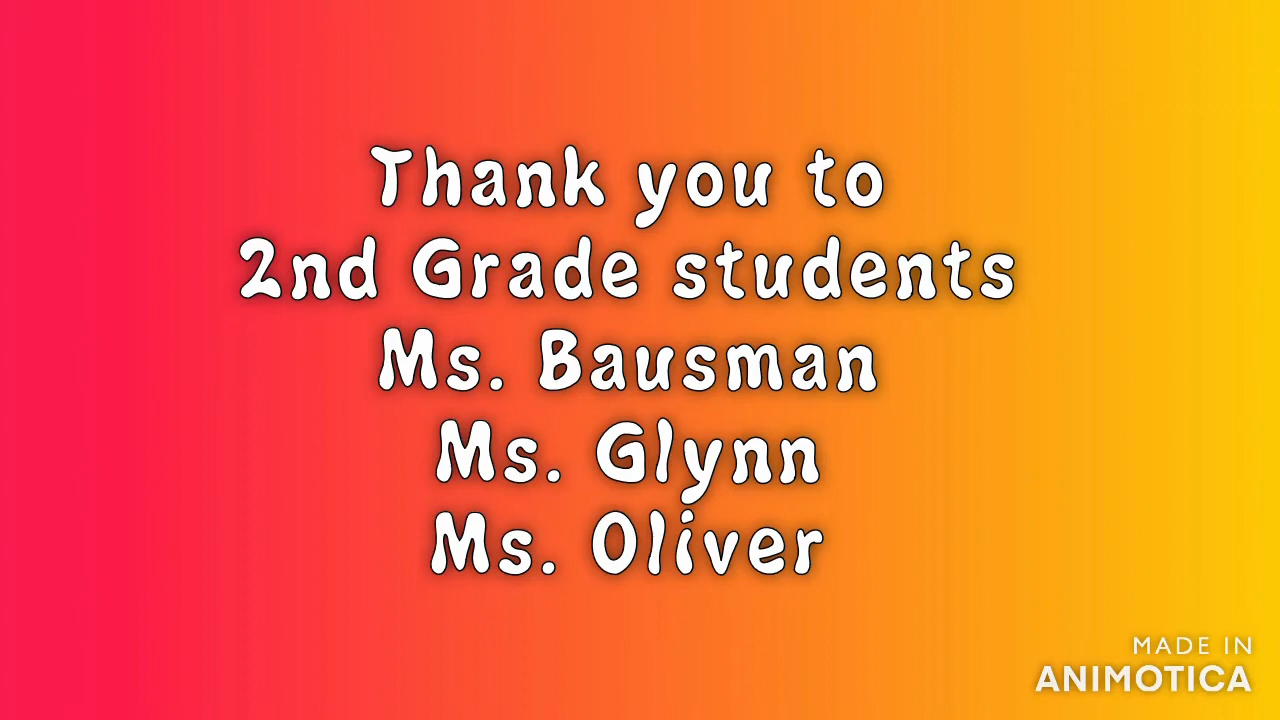 Thank you to
2nd Grade students
Ms. Bausman
Ms. Glynn
Ms. Oliver
MADE IN
ANIMOTICA